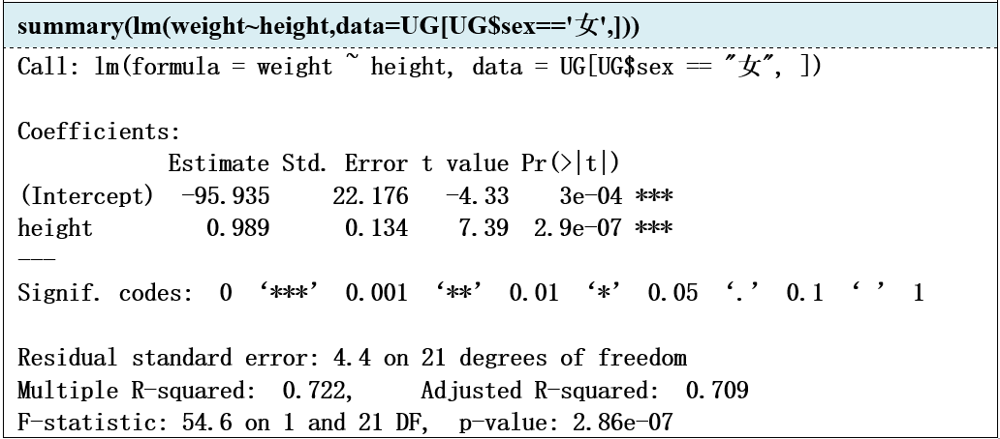 summary(lm(weight~height,data=UG[UG$sex=='女',]))
Call: lm(formula = weight ~ height, data = UG[UG$sex == "女", ])
Coefficients:
Estimate Std. Error t value Pr(>|t|)
(Intercept) -95.935 22.176 -4.33 3e-04 ***
height 0.989 0.134 7.39 2.9e-07 ***
---
Signif. codes: 0 ‘***’ 0.001 ‘**’ 0.01 ‘*’ 0.05 ‘.’ 0.1 ‘ ’ 1
Residual standard error: 4.4 on 21 degrees of freedom
Multiple R-squared: 0.722, Adjusted R-squared: 0.709
F-statistic: 54.6 on 1 and 21 DF, p-value: 2.86e-07